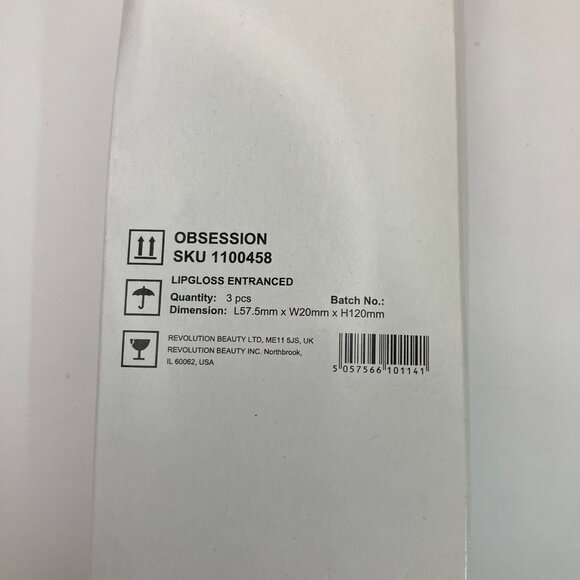 OBSESSION
SKU 1100458
LIPGLOSS ENTRANCED
Quantity: 3 pcs Batch No.:
Dimension: L57.5mm x W20mm x H120mm
REVOLUTION BEAUTY LTD, ME11 5JS, UK
REVOLUTION BEAUTY INC. Northbrook,
IL 60062, USA
5 057566 101141